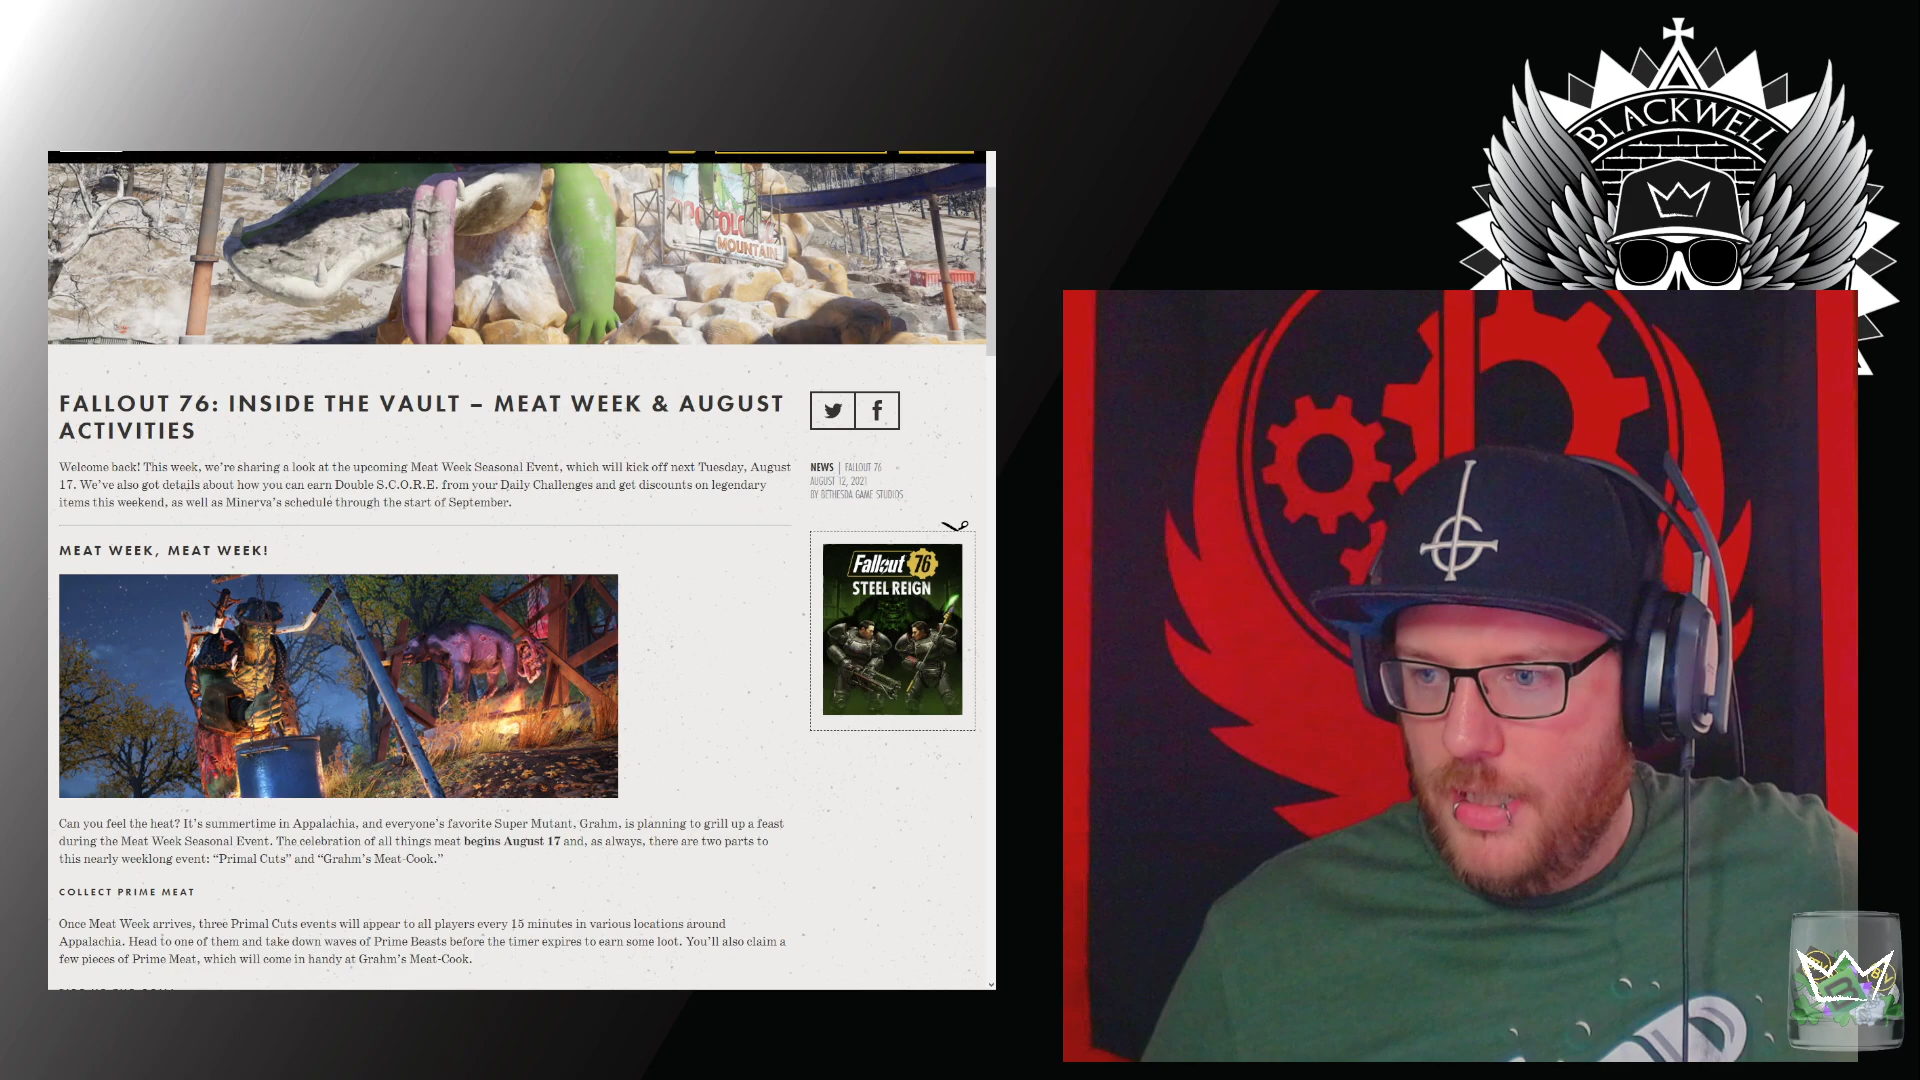 BLACKWELL
COLO
MOUNTAIN
FALLOUT 76: INSIDE THE VAULT – MEAT WEEK & AUGUST
ACTIVITIES
Welcome back! This week, we're sharing a look at the upcoming Meat Week Seasonal Event, which will kick off next Tuesday, August
17. We've also got details about how you can earn Double S.C.O.R.E. from your Daily Challenges and get discounts on legendary
items this weekend, as well as Minerva's schedule through the start of September.
NEWS | FALLOUT 76
AUGUST 12, 2021
BY BETHESDA GAME STUDIOS
MEAT WEEK, MEAT WEEK!
Fallout 76
STEEL REIGN
Can you feel the heat? It's summertime in Appalachia, and everyone's favorite Super Mutant, Grahm, is planning to grill up a feast
during the Meat Week Seasonal Event. The celebration of all things meat begins August 17 and, as always, there are two parts to
this nearly weeklong event: "Primal Cuts" and "Grahm's Meat-Cook."
COLLECT PRIME MEAT
Once Meat Week arrives, three Primal Cuts events will appear to all players every 15 minutes in various locations around
Appalachia. Head to one of them and take down waves of Prime Beasts before the timer expires to earn some loot. You'll also claim a
few pieces of Prime Meat, which will come in handy at Grahm's Meat-Cook.